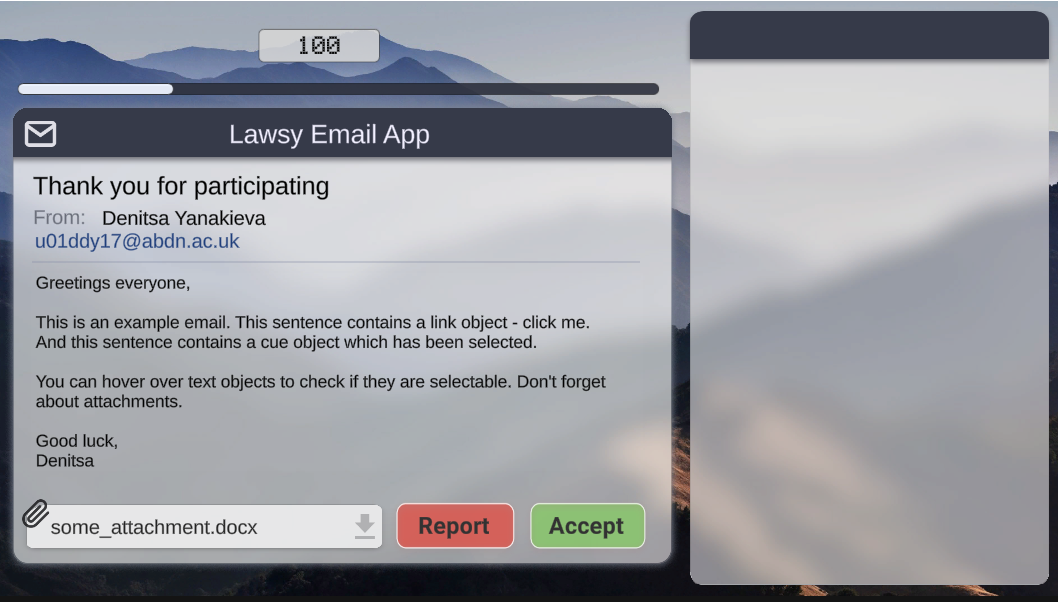 100
Lawsy Email App
Thank you for participating
From: Denitsa Yanakieva
u01ddy17@abdn.ac.uk
Greetings everyone,
This is an example email. This sentence contains a link object - click me.
And this sentence contains a cue object which has been selected.
You can hover over text objects to check if they are selectable. Don't forget
about attachments.
Good luck,
Denitsa
some_attachment.docx
Report
Accept